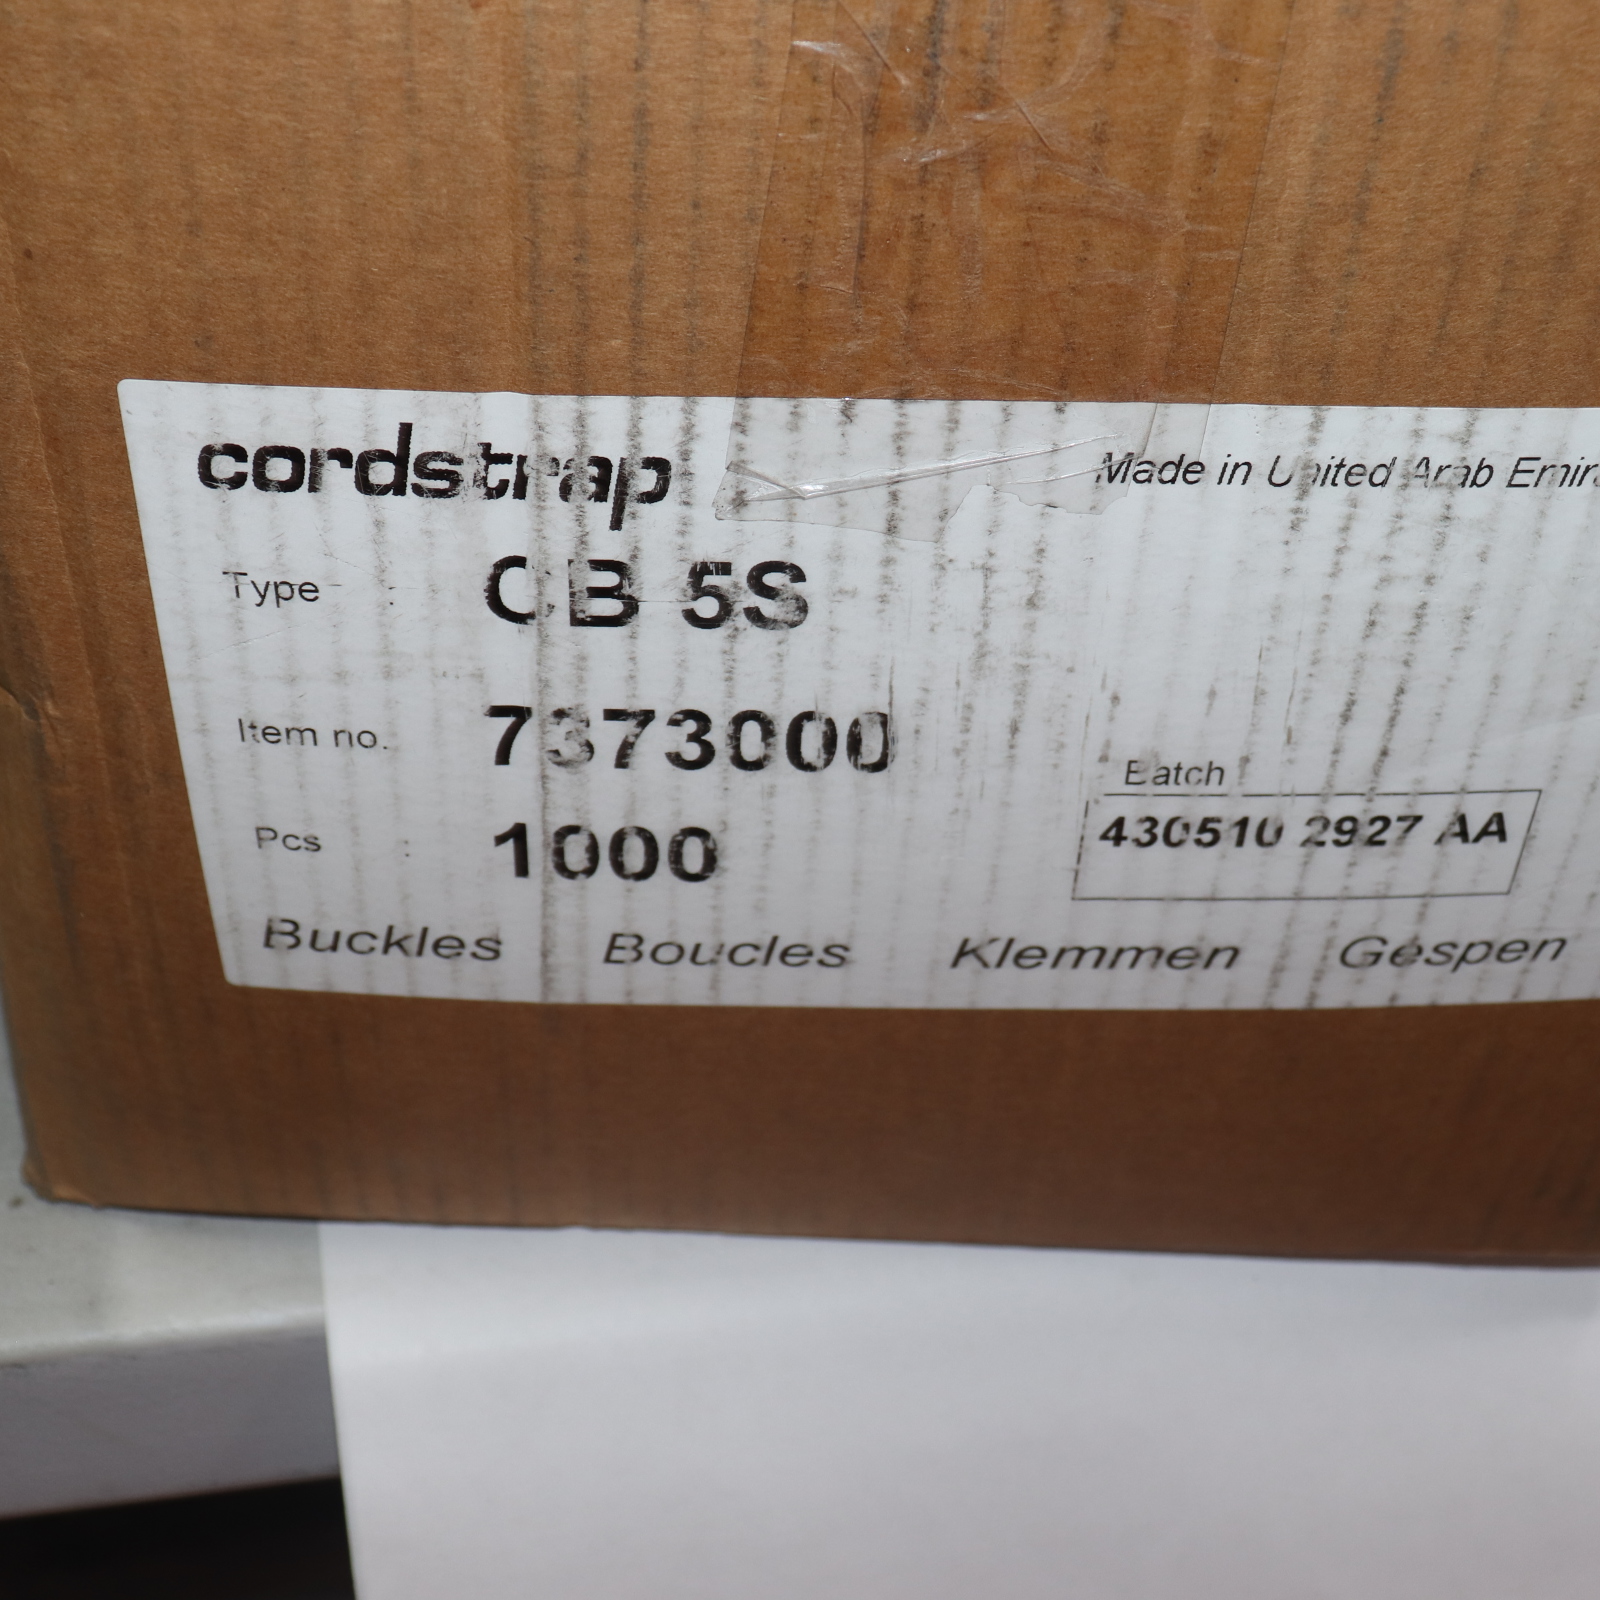 cordstrap
Made in United Arab Emira
Type : CB 5S
Item no. 7373000
Batch
430510 2927 AA
Pcs : 1000
Buckles Boucles Klemmen Gespen